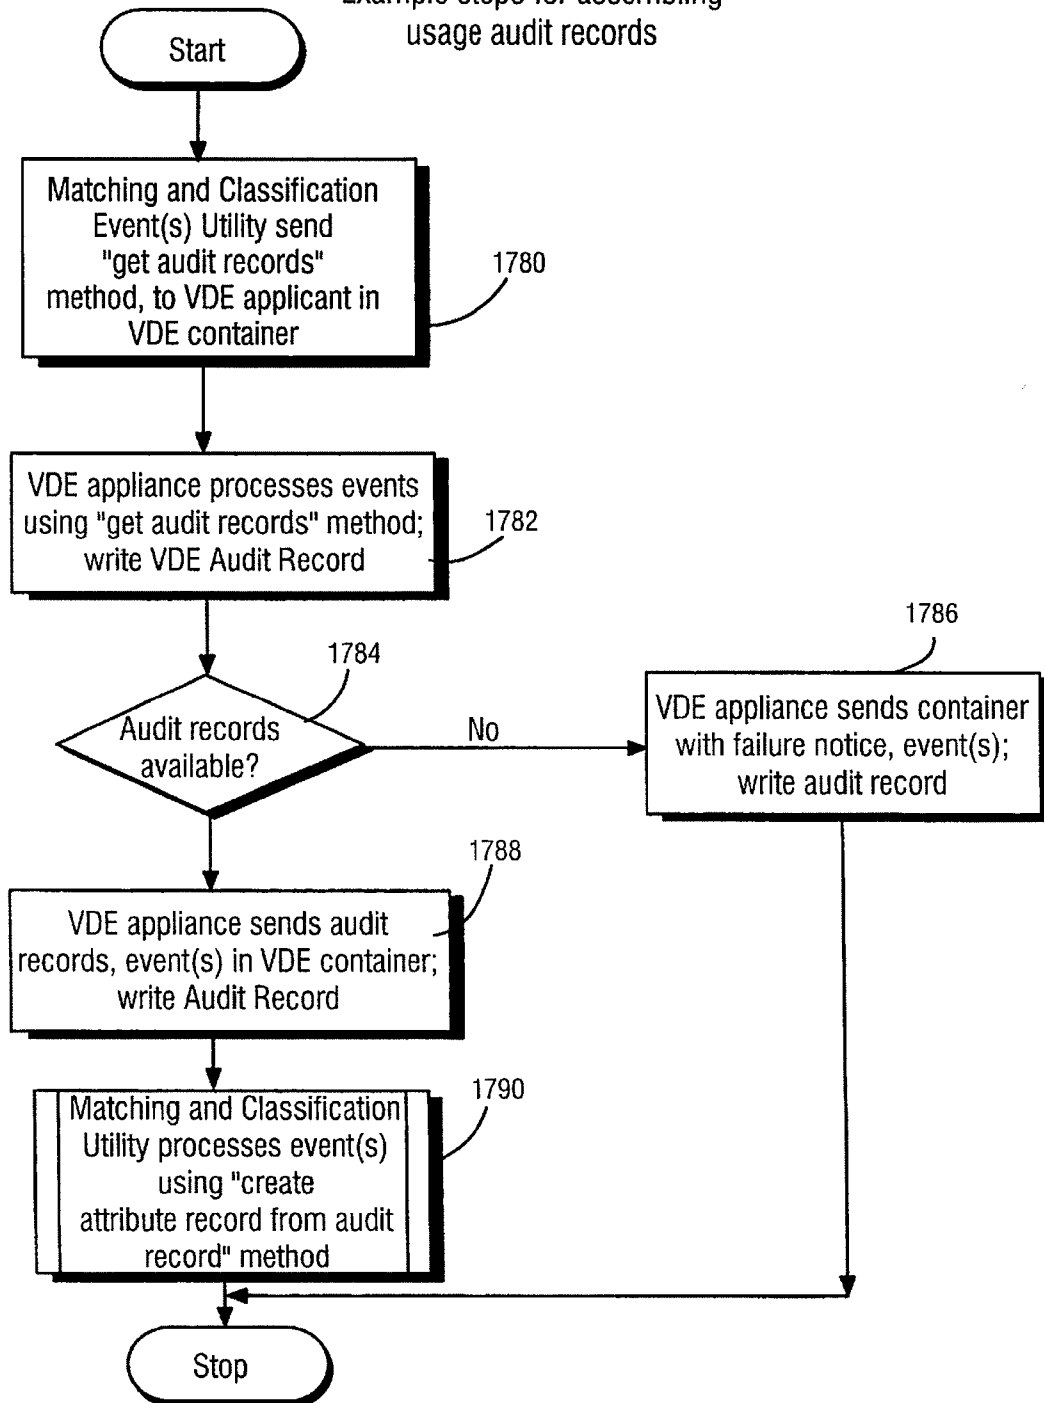 Example steps for assembling
usage audit records
Start
Matching and Classification
Event(s) Utility send
"get audit records"
method, to VDE applicant in
VDE container
1780
VDE appliance processes events
using "get audit records" method;
write VDE Audit Record
1782
1784
Audit records
available?
No
1786
VDE appliance sends container
with failure notice, event(s);
write audit record
1788
VDE appliance sends audit
records, event(s) in VDE container;
write Audit Record
1790
Matching and Classification
Utility processes event(s)
using "create
attribute record from audit
record" method
Stop